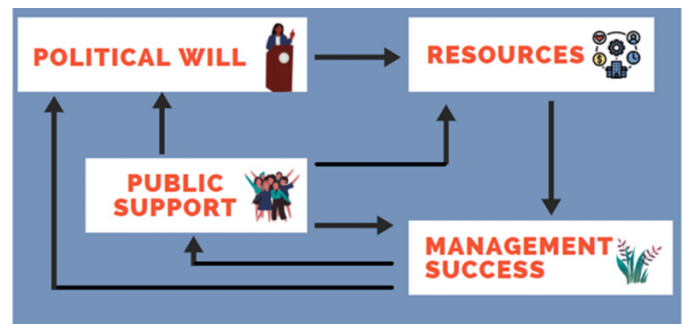 POLITICAL WILL
RESOURCES
PUBLIC
SUPPORT
MANAGEMENT
SUCCESS